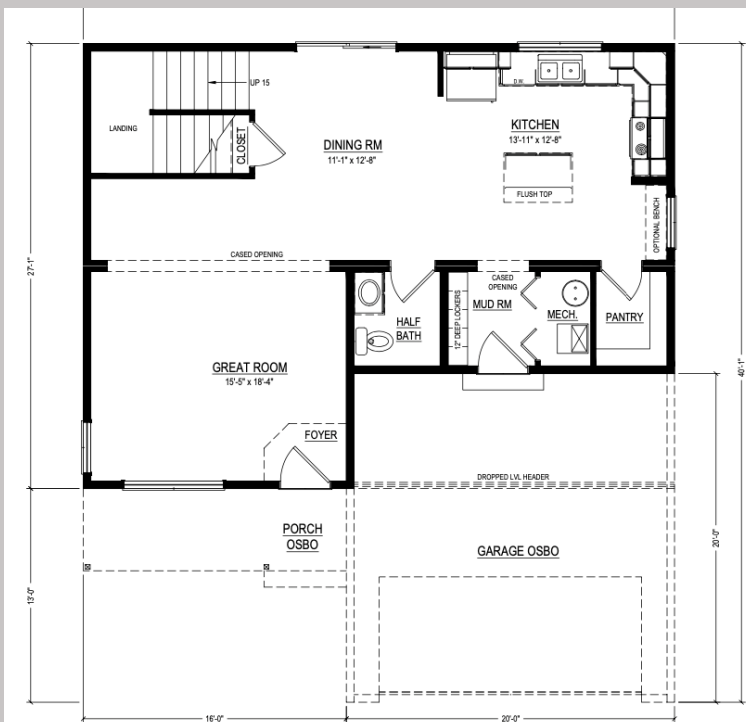 UP 15
LANDING
CLOSET
DINING RM
11'-1" x 12'-8"
D.W.
KITCHEN
13'-11" x 12'-8"
FLUSH TOP
OPTIONAL BENCH
CASED OPENING
27'-1"
40'-1"
CASED
OPENING
MUD RM
12" DEEP LOCKERS
MECH.
PANTRY
HALF
BATH
GREAT ROOM
15'-5" x 18'-4"
FOYER
DROPPED LVL HEADER
PORCH
OSBO
GARAGE OSBO
20'-0"
13'-0"
16'-0"
20'-0"